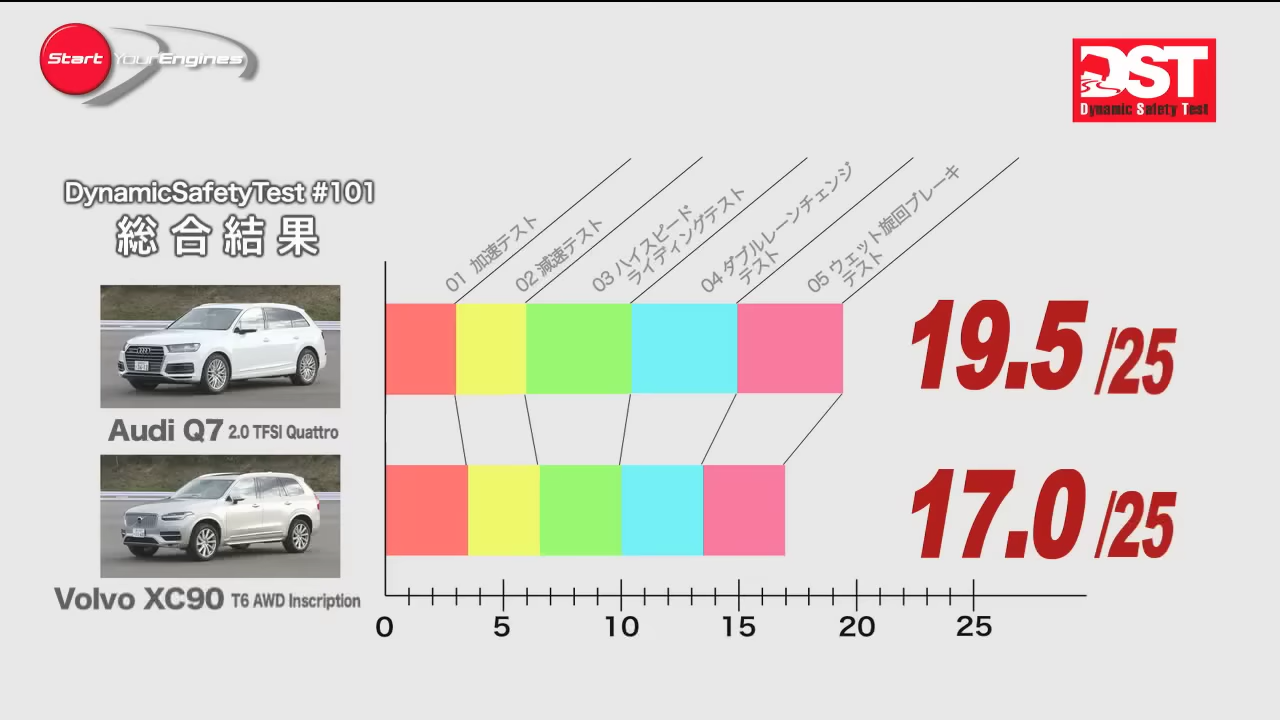 Start YourEngines
DST
Dynamic Safety Test
DynamicSafetyTest #101
総合結果
01 加速テスト
02 減速テスト
03 ハイスピード
ライディングテスト
04 ダブルレーンチェンジ
テスト
05 ウェット旋回ブレーキ
テスト
Audi Q7 2.0 TFSI Quattro
19.5/25
Volvo XC90 T6 AWD Inscription
17.0/25
0 5 10 15 20 25